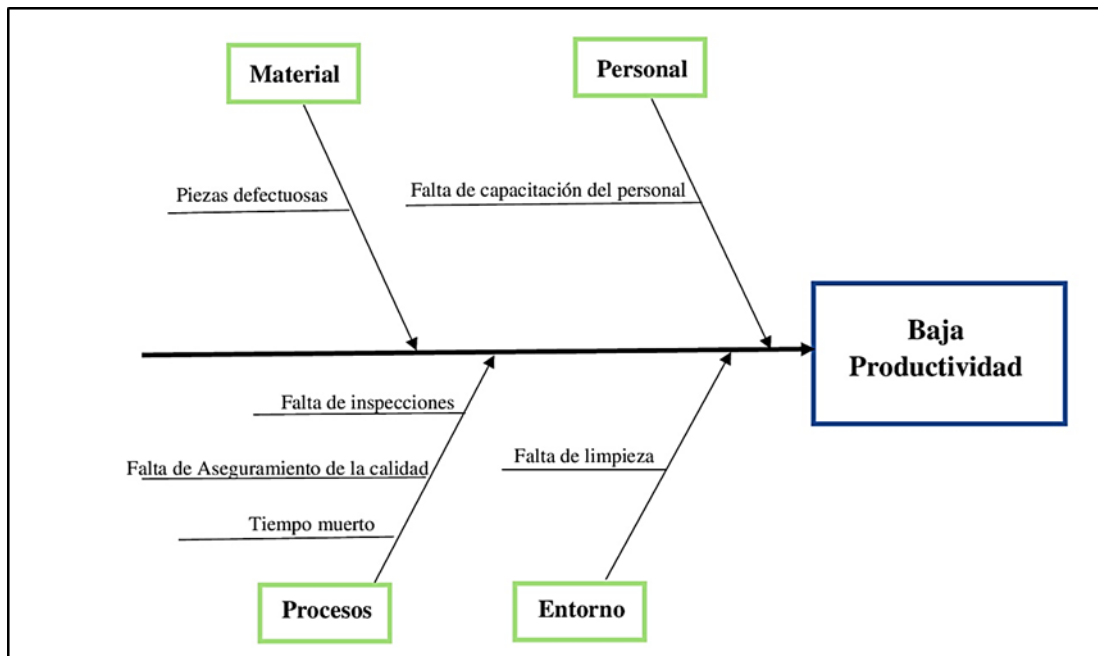 Material
Personal
Piezas defectuosas
Falta de capacitación del personal
Baja
Productividad
Falta de inspecciones
Falta de Aseguramiento de la calidad
Falta de limpieza
Tiempo muerto
Procesos
Entorno